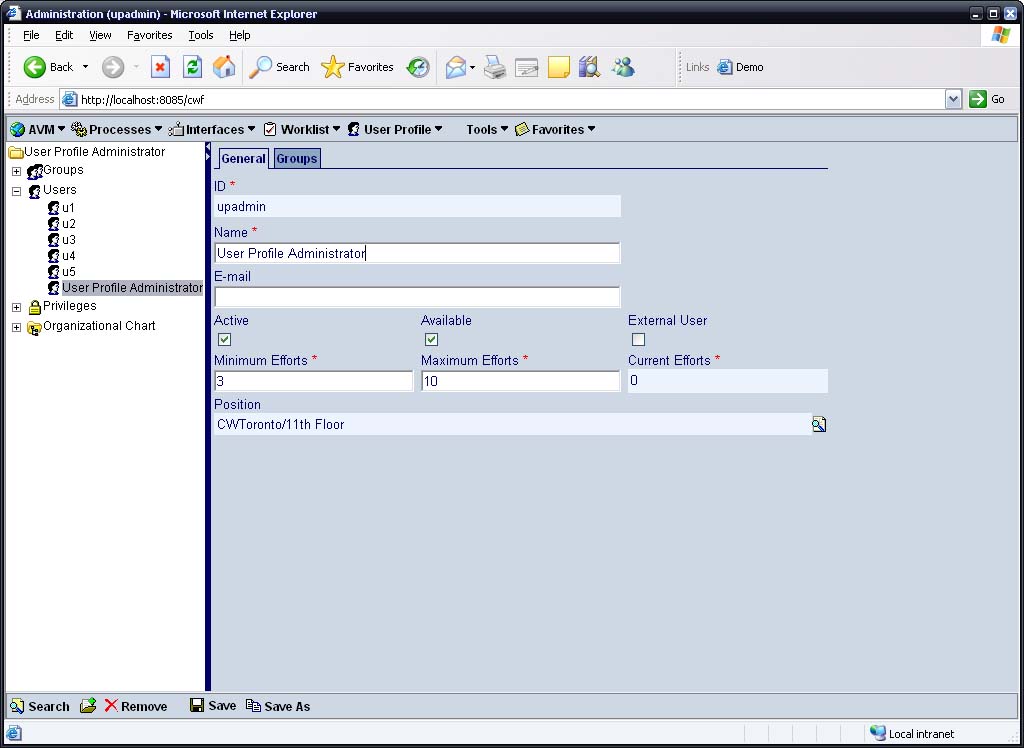 Administration (upadmin) - Microsoft Internet Explorer
File Edit View Favorites Tools Help
Back Search Favorites Links Demo
Address http://localhost:8085/cwf Go
AVM Processes Interfaces Worklist User Profile Tools Favorites
User Profile Administrator
Groups
Users
u1
u2
u3
u4
u5
User Profile Administrator
Privileges
Organizational Chart
General Groups
ID *
upadmin
Name *
User Profile Administrator
E-mail
Active Available External User
Minimum Efforts * Maximum Efforts * Current Efforts *
3 10 0
Position
CWToronto/11th Floor
Search Remove Save Save As
Local intranet